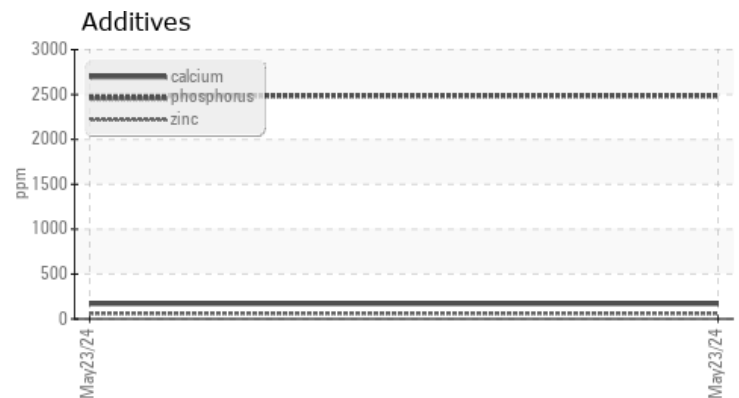 Additives
3000
2500
2000
1500
1000
500
0
ppm
calcium
phosphorus
zinc
May23/24
May23/24